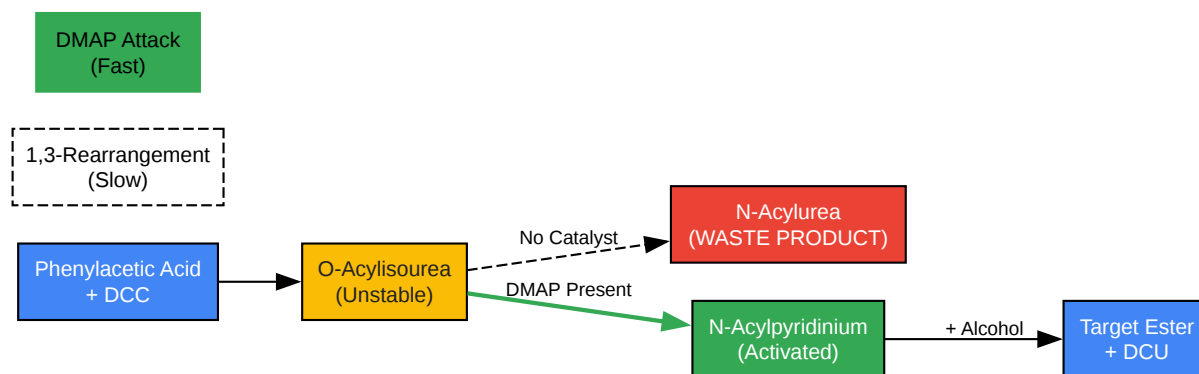 DMAP Attack
(Fast)
1,3-Rearrangement
(Slow)
Phenylacetic Acid
+ DCC
O-Acylisourea
(Unstable)
No Catalyst
DMAP Present
N-Acylurea
(WASTE PRODUCT)
N-Acylpyridinium
(Activated)
+ Alcohol
Target Ester
+ DCU